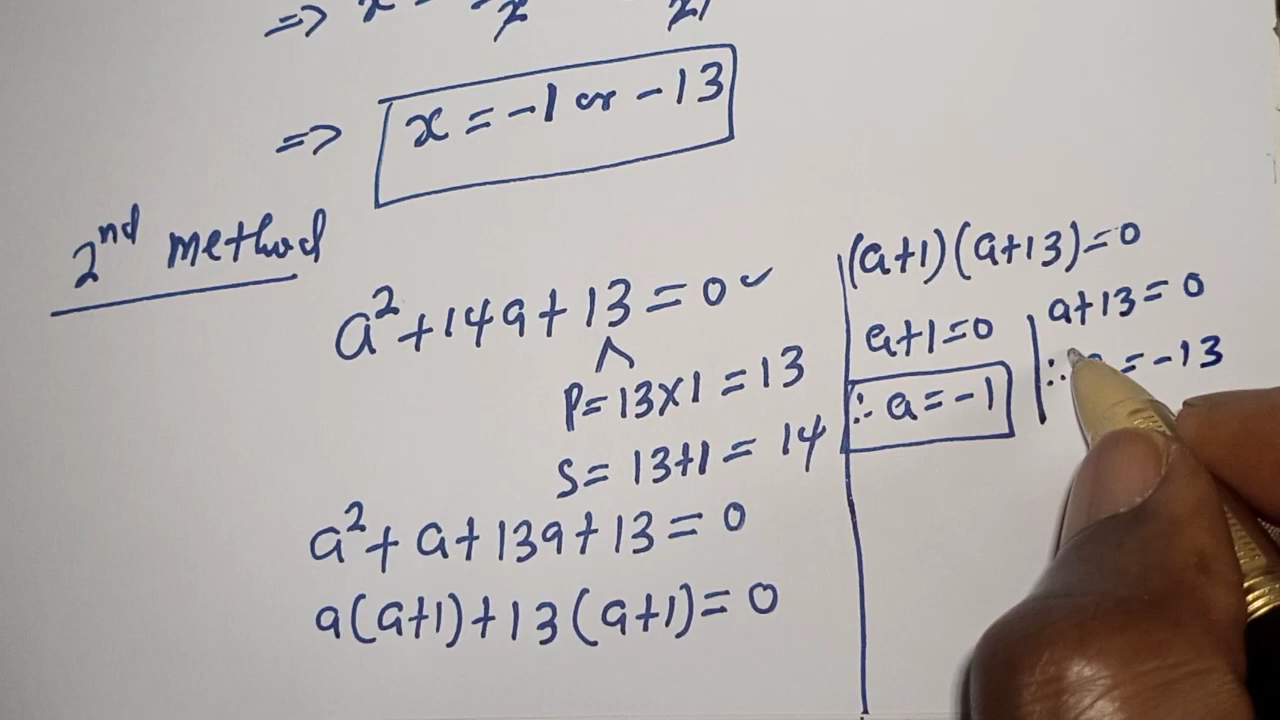 => x =
=> x = -1 or -13
2nd method
a² + 14a + 13 = 0 ✓
P = 13 x 1 = 13
S = 13+1 = 14
a² + a + 13a + 13 = 0
a(a+1) + 13(a+1) = 0
(a+1)(a+13) = 0
a+1 = 0
∴ a = -1
a+13 = 0
∴ = -13